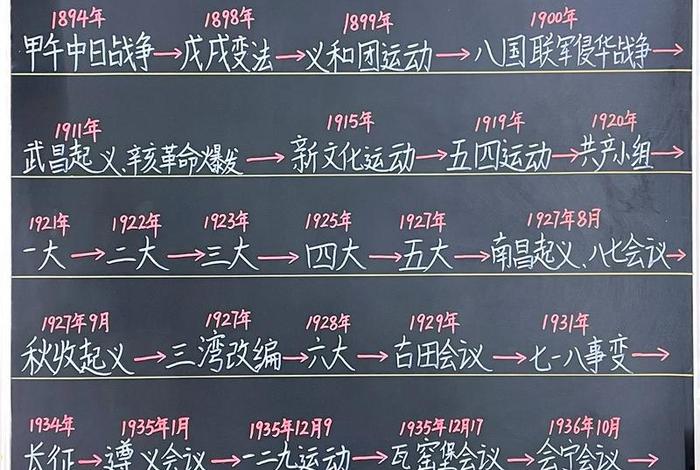 1894年 1898年 1899年 1900年
甲午中日战争→戊戌变法→义和团运动→八国联军侵华战争→
1911年 1915年 1919年 1920年
武昌起义、辛亥革命爆发→新文化运动→五四运动→共产小组→
1921年 1922年 1923年 1925年 1927年 1927年8月
一大→二大→三大→四大→五大→南昌起义、八七会议→
1927年9月 1927年 1928年 1929年 1931年
秋收起义→三湾改编→六大→古田会议→七一八事变→
1934年 1935年1月 1935年12月9 1935年12月17 1936年10月
长征→遵义会议→一二九运动→瓦窑堡会议→会宁会议→